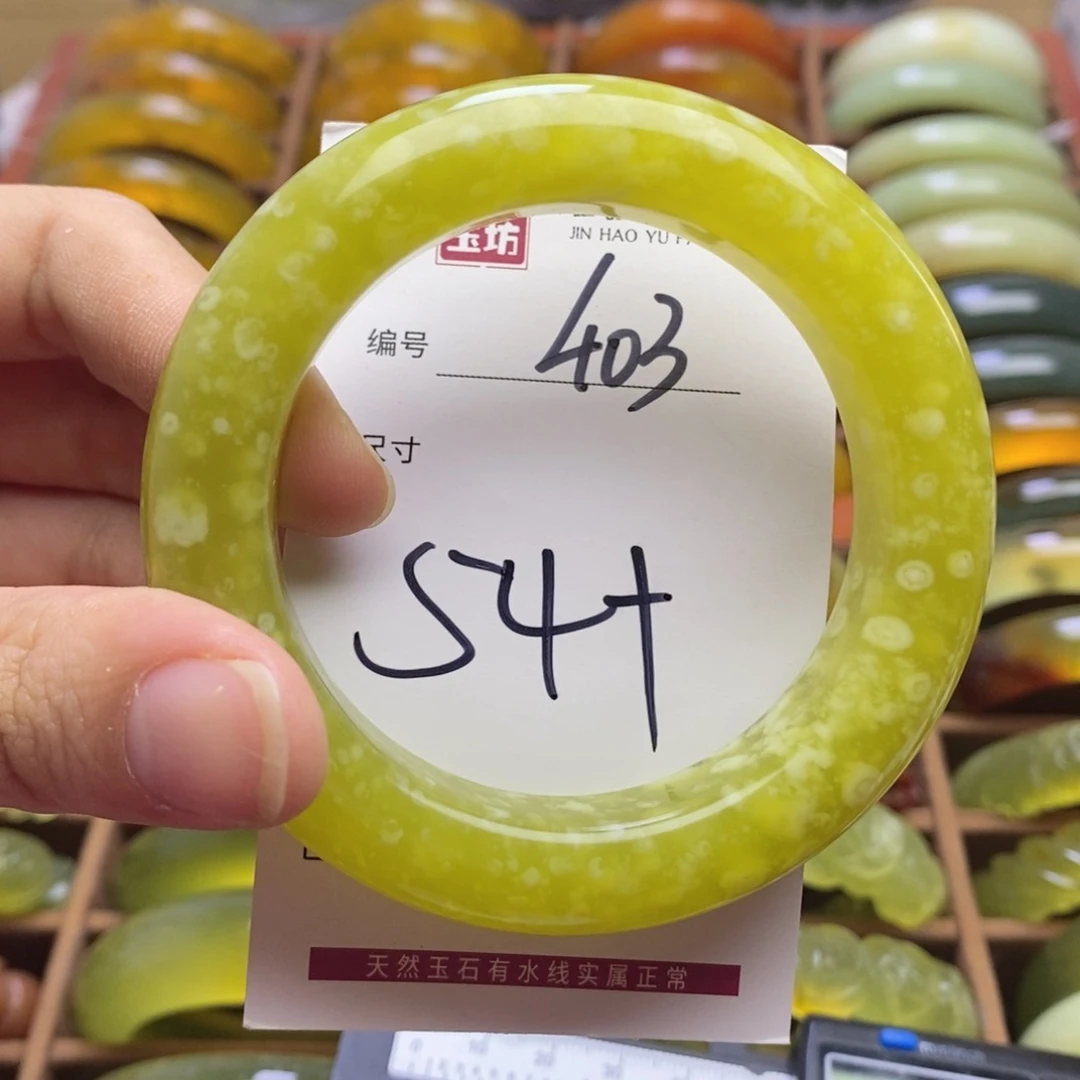 玉坊
JIN HAO YU
编号 403
尺寸
54+
天然玉石有水线实属正常